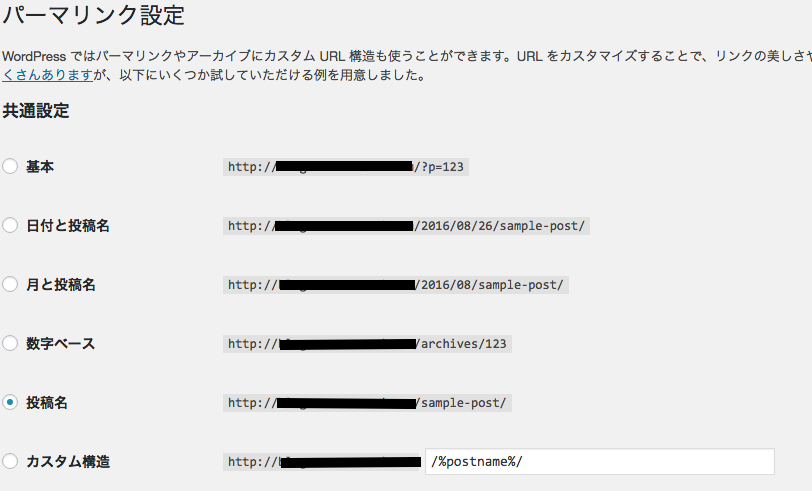 パーマリンク設定
WordPress ではパーマリンクやアーカイブにカスタム URL 構造も使うことができます。URL をカスタマイズすることで、リンクの美しさや
くさんありますが、以下にいくつか試していただける例を用意しました。
共通設定
基本 http:// /?p=123
日付と投稿名 http:// /2016/08/26/sample-post/
月と投稿名 http:// /2016/08/sample-post/
数字ベース http:// /archives/123
投稿名 http:// /sample-post/
カスタム構造 http:// /%postname%/